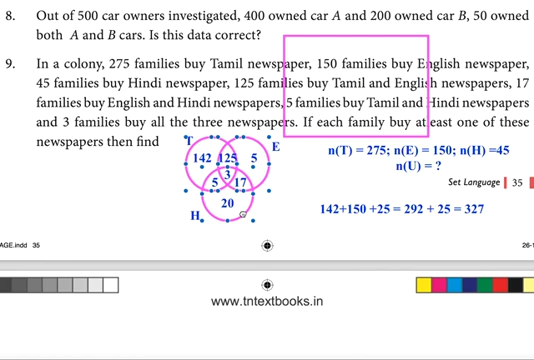 8. Out of 500 car owners investigated, 400 owned car A and 200 owned car B, 50 owned
both A and B cars. Is this data correct?
9. In a colony, 275 families buy Tamil newspaper, 150 families buy English newspaper,
45 families buy Hindi newspaper, 125 families buy Tamil and English newspapers, 17
families buy English and Hindi newspapers, 5 families buy Tamil and Hindi newspapers
and 3 families buy all the three newspapers. If each family buy atleast one of these
newspapers then find
T
E
142 125 5
3
5 17
20
H
n(T) = 275; n(E) = 150; n(H) =45
n(U) = ?
Set Language 35
142+150 +25 = 292 + 25 = 327
AGE.indd 35
26-1
www.tntextbooks.in